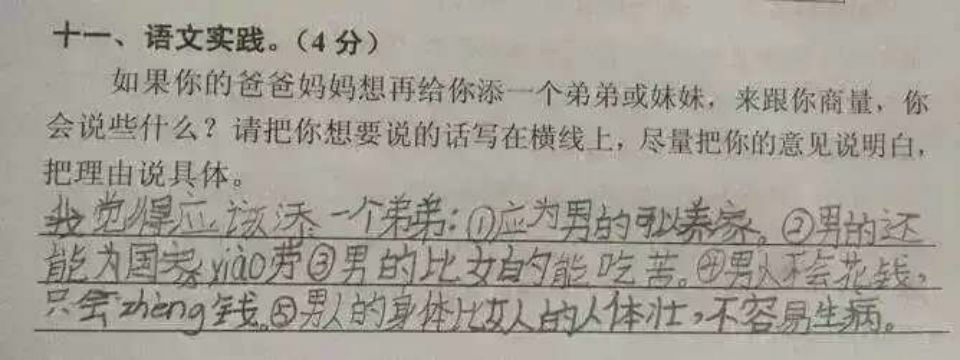 十一、语文实践。（4分）
如果你的爸爸妈妈想再给你添一个弟弟或妹妹，来跟你商量，你
会说些什么？请把你想要说的话写在横线上，尽量把你的意见说明白，
把理由说具体。
我觉得应该添一个弟弟：①应为男的可以养家。②男的还
能为国家xiào劳③男的比女的能吃苦。④男人不会花钱，
只会zhèng钱。⑤男人的身体比女人的人体壮，不容易生病。